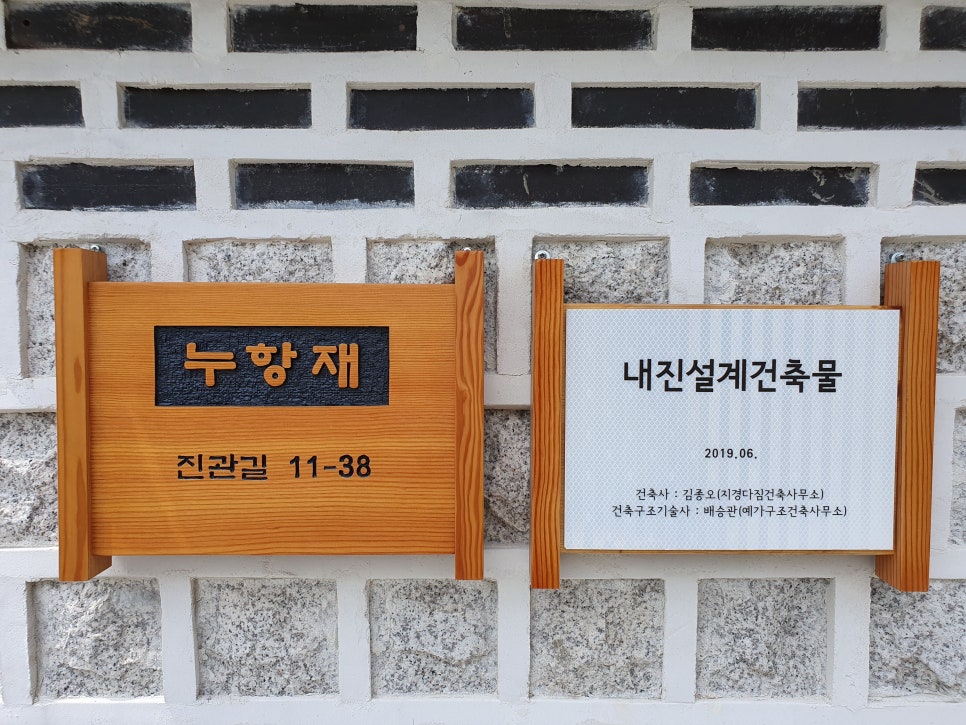 누항재
진관길 11-38
내진설계건축물
2019.06.
건축사 : 김종오(지경다짐건축사무소)
건축구조기술사 : 배승관(예가구조건축사무소)